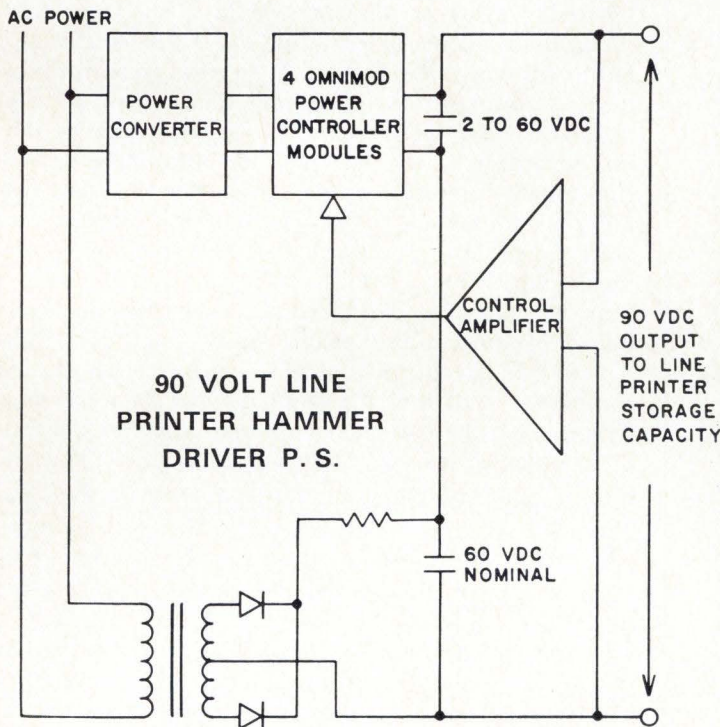 AC POWER
POWER
CONVERTER
4 OMNIMOD
POWER
CONTROLLER
MODULES
2 TO 60 VDC
CONTROL
AMPLIFIER
90 VDC
OUTPUT
TO LINE
PRINTER
STORAGE
CAPACITY
90 VOLT LINE
PRINTER HAMMER
DRIVER P. S.
60 VDC
NOMINAL